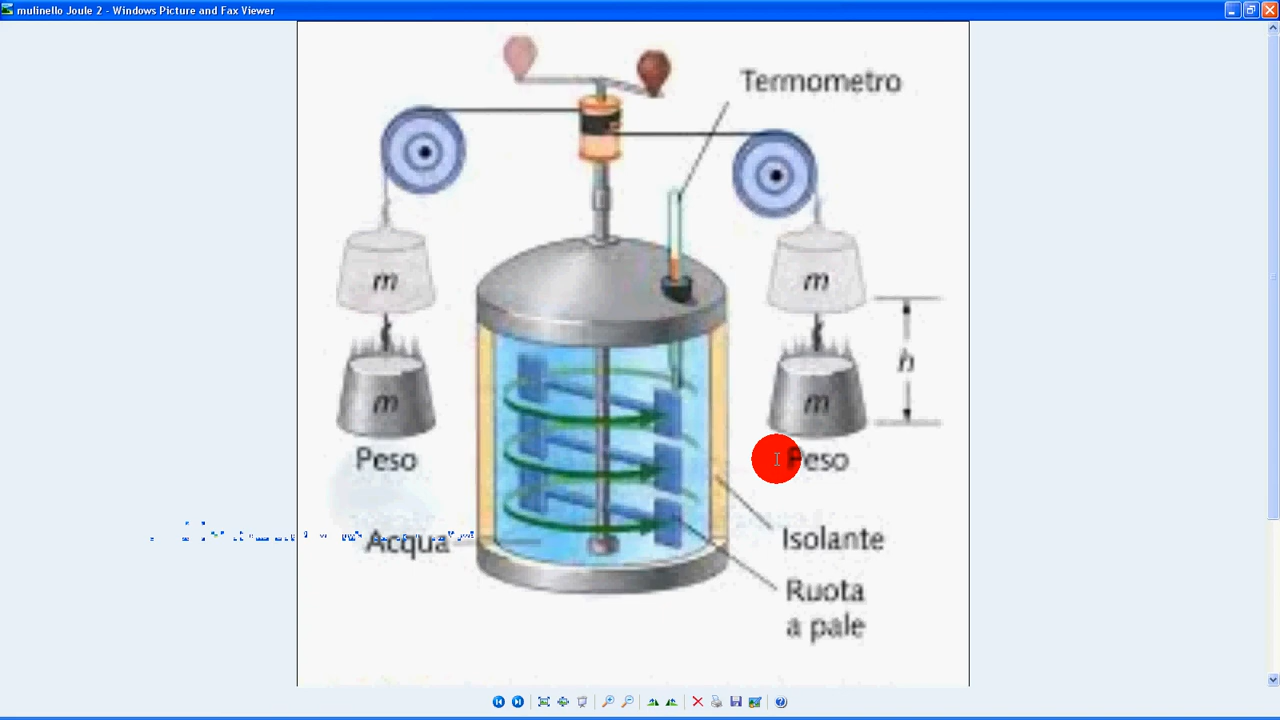 mulinello Joule 2 - Windows Picture and Fax Viewer
Termometro
m
m
h
m
m
Peso
Peso
Acqua
Isolante
Ruota
a pale